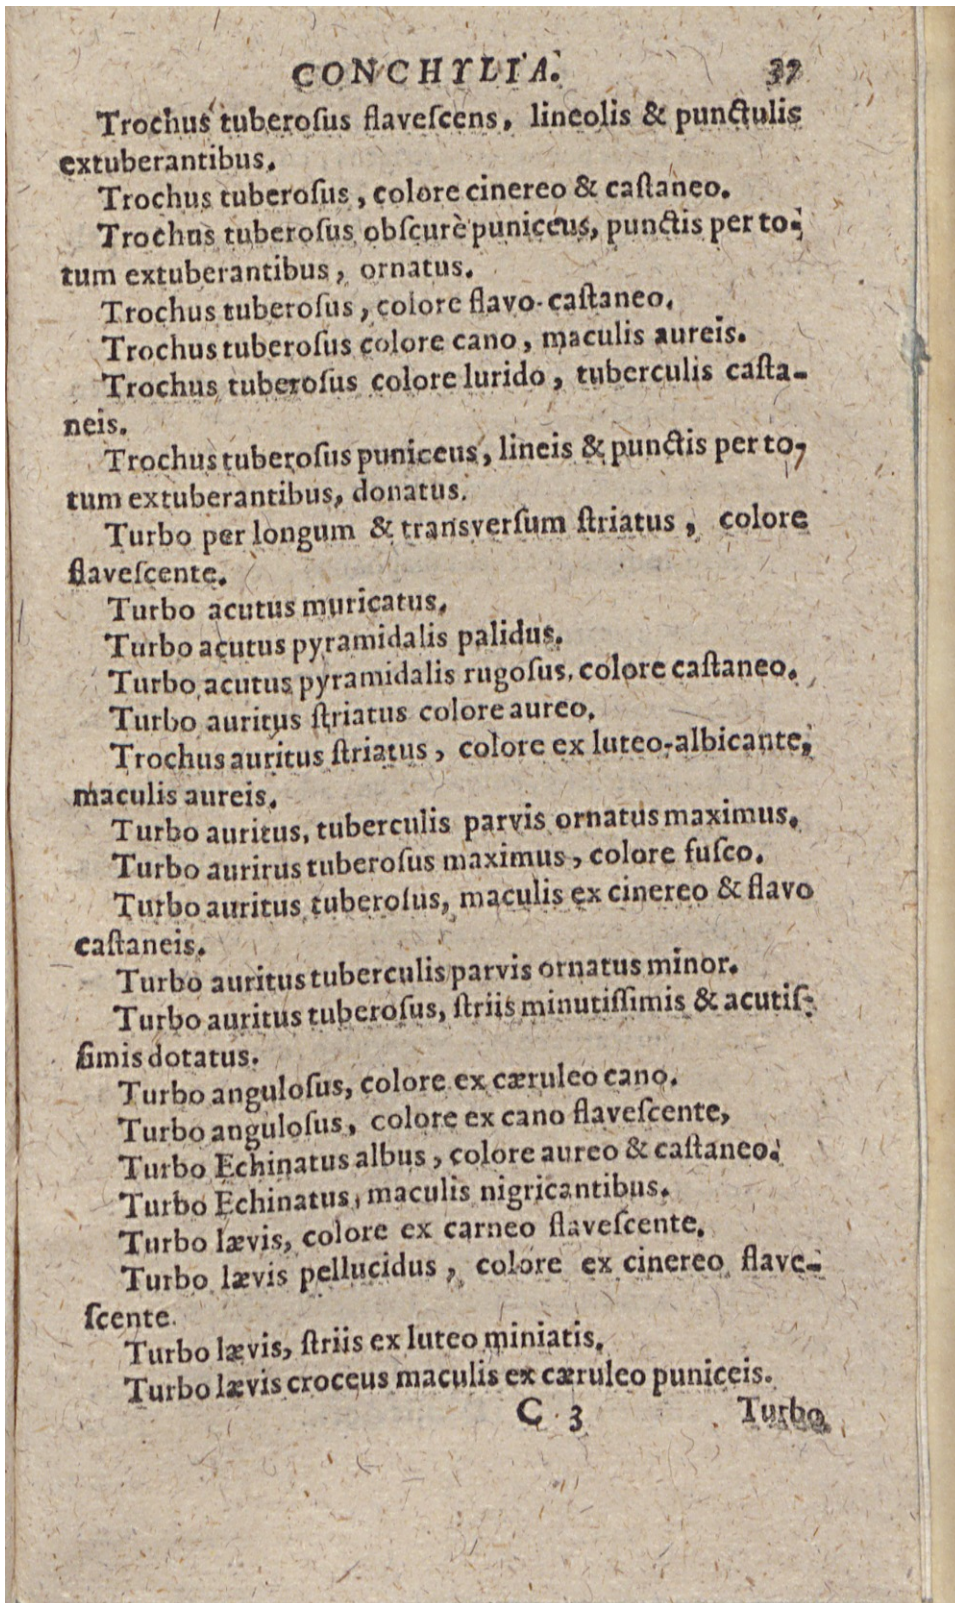 CONCHYLIA. 37
Trochus tuberoſus flaveſcens, lineolis & punctulis
extuberantibus.
Trochus tuberoſus, colore cinereo & caſtaneo.
Trochus tuberoſus obſcurè puniceus, punctis per to-
tum extuberantibus, ornatus.
Trochus tuberoſus, colore flavo-caſtaneo.
Trochus tuberoſus colore cano, maculis aureis.
Trochus tuberoſus colore lurido, tuberculis caſta-
neis.
Trochus tuberoſus puniceus, lineis & punctis per to-
tum extuberantibus, donatus.
Turbo per longum & transverſum ſtriatus, colore
flaveſcente.
Turbo acutus muricatus.
Turbo acutus pyramidalis palidus.
Turbo acutus pyramidalis rugoſus, colore caſtaneo.
Turbo auritus ſtriatus colore aureo.
Trochus auritus ſtriatus, colore ex luteo-albicante,
maculis aureis.
Turbo auritus, tuberculis parvis ornatus maximus.
Turbo aurirus tuberoſus maximus, colore fuſco.
Turbo auritus tuberoſus, maculis ex cinereo & flavo
caſtaneis.
Turbo auritus tuberculis parvis ornatus minor.
Turbo auritus tuberoſus, ſtriis minutiſſimis & acutiſ-
ſimis dotatus.
Turbo anguloſus, colore ex cæruleo cano.
Turbo anguloſus, colore ex cano flaveſcente,
Turbo Echinatus albus, colore aureo & caſtaneo.
Turbo Echinatus, maculis nigricantibus.
Turbo lævis, colore ex carneo flaveſcente.
Turbo lævis pellucidus, colore ex cinereo flave-
ſcente.
Turbo lævis, ſtriis ex luteo miniatis.
Turbo lævis croceus maculis ex cæruleo puniceis.
C 3 Turbo